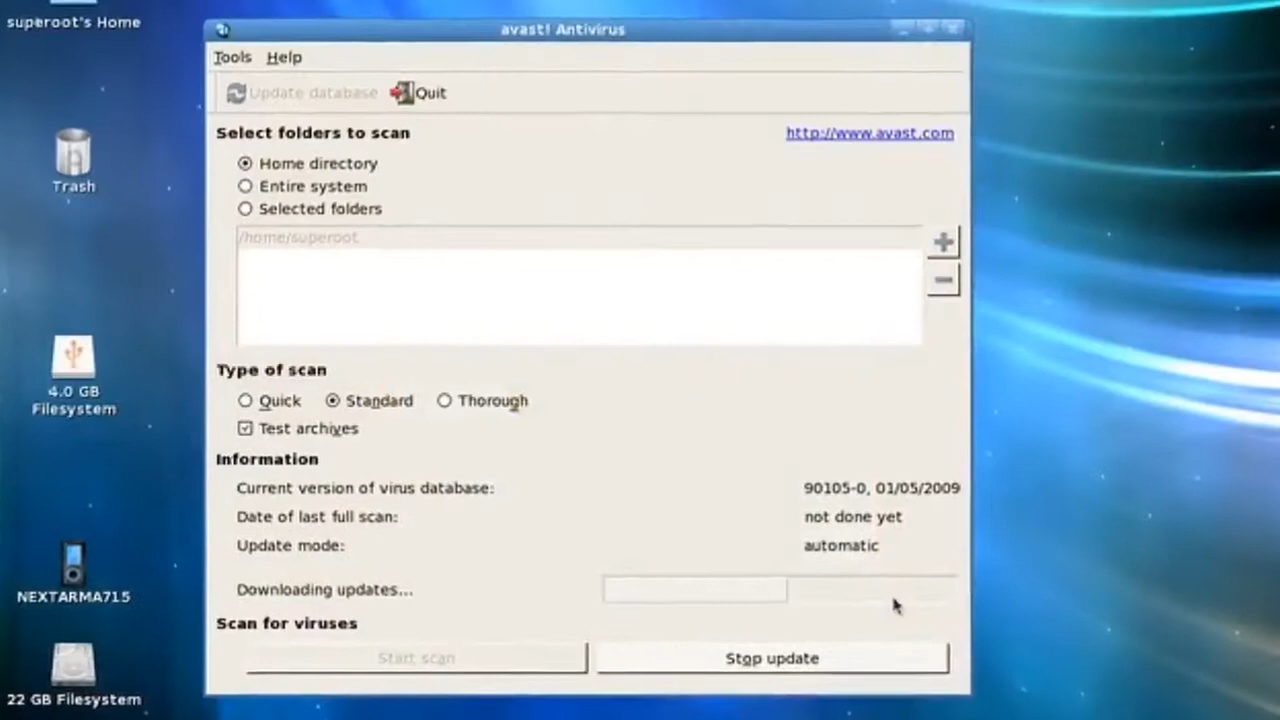 superoot's Home
Trash
4.0 GB
Filesystem
NEXTARMA715
22 GB Filesystem
avast! Antivirus
Tools Help
Update database Quit
Select folders to scan http://www.avast.com
Home directory
Entire system
Selected folders
/home/superoot
Type of scan
Quick Standard Thorough
Test archives
Information
Current version of virus database: 90105-0, 01/05/2009
Date of last full scan: not done yet
Update mode: automatic
Downloading updates...
Scan for viruses
Start scan Stop update